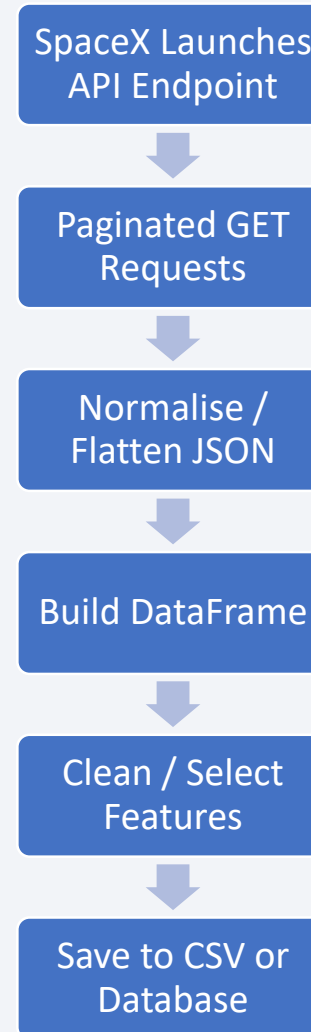 SpaceX Launches
API Endpoint
Paginated GET
Requests
Normalise /
Flatten JSON
Build DataFrame
Clean / Select
Features
Save to CSV or
Database